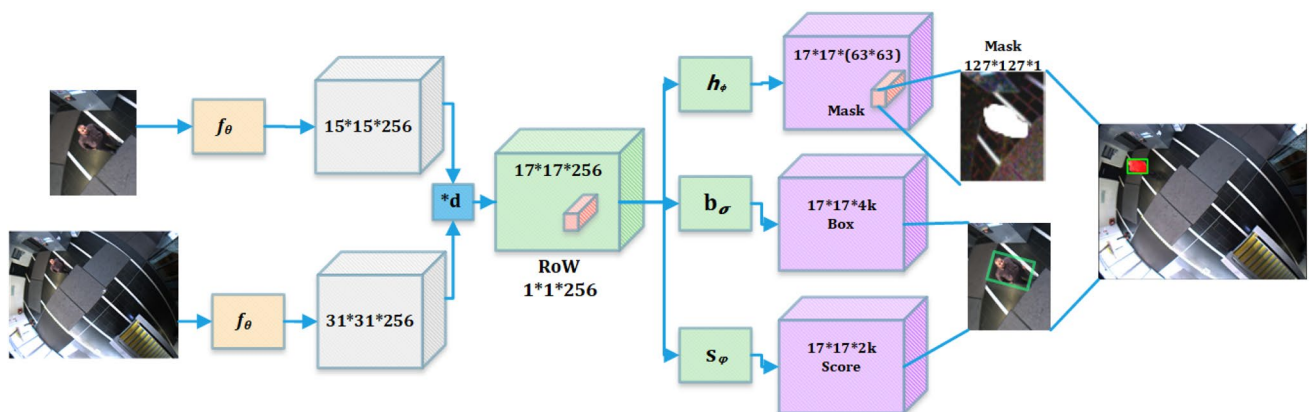 f_θ
15*15*256
f_θ
31*31*256
*d
17*17*256
RoW
1*1*256
h_ϕ
b_σ
s_φ
17*17*(63*63)
Mask
17*17*4k
Box
17*17*2k
Score
Mask
127*127*1